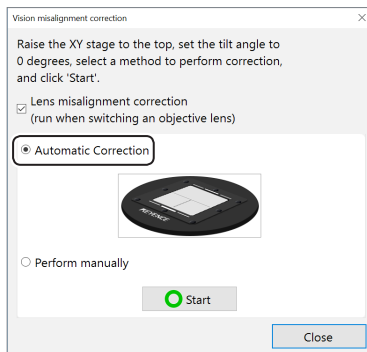 Vision misalignment correction
Raise the XY stage to the top, set the tilt angle to
0 degrees, select a method to perform correction,
and click 'Start'.
Lens misalignment correction
(run when switching an objective lens)
Automatic Correction
KEYENCE
Perform manually
Start
Close